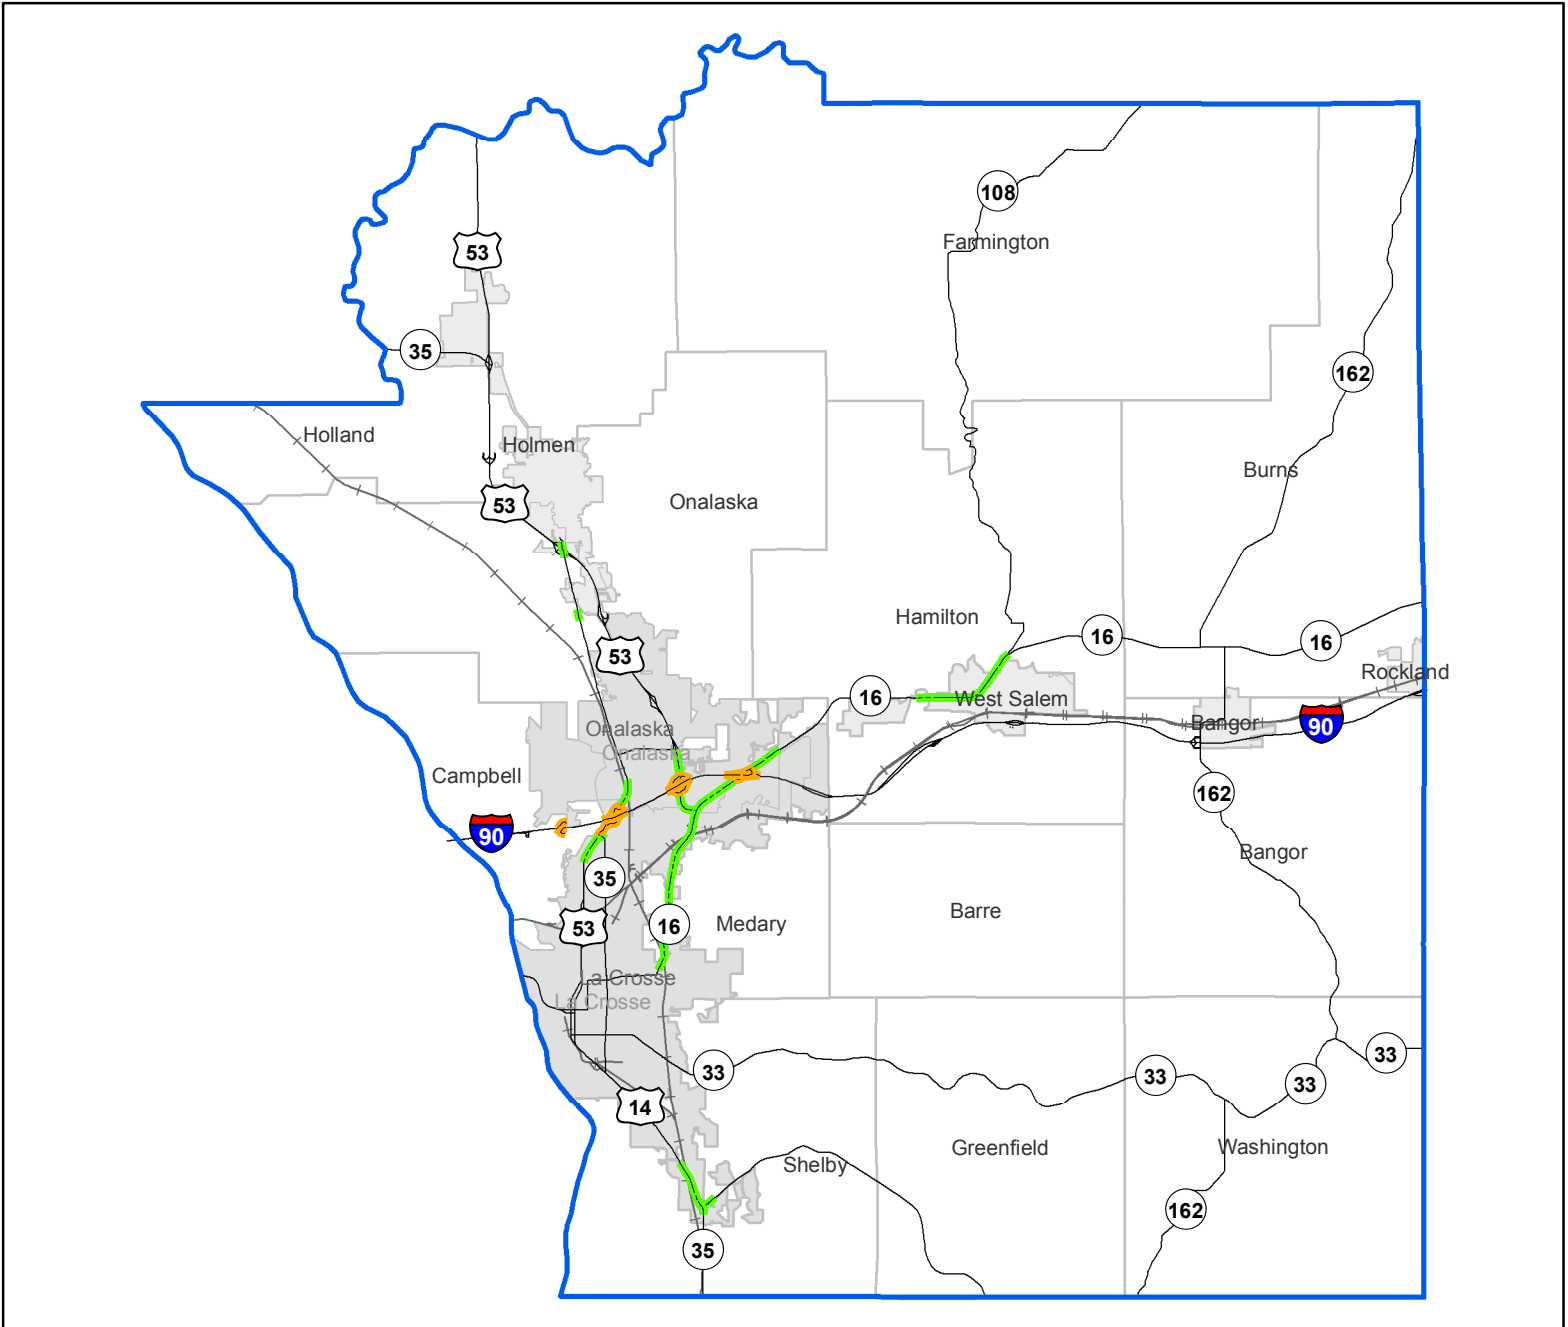 108
Farmington
53
35
162
Holland
Holmen
Burns
53
Onalaska
Hamilton
16
16
53
Rockland
16
West Salem
Bangor
90
Onalaska
Onalaska
Campbell
162
90
Bangor
35
Barre
53
16
Medary
La Crosse
La Crosse
33
33
33
33
14
Greenfield
Washington
Shelby
162
35